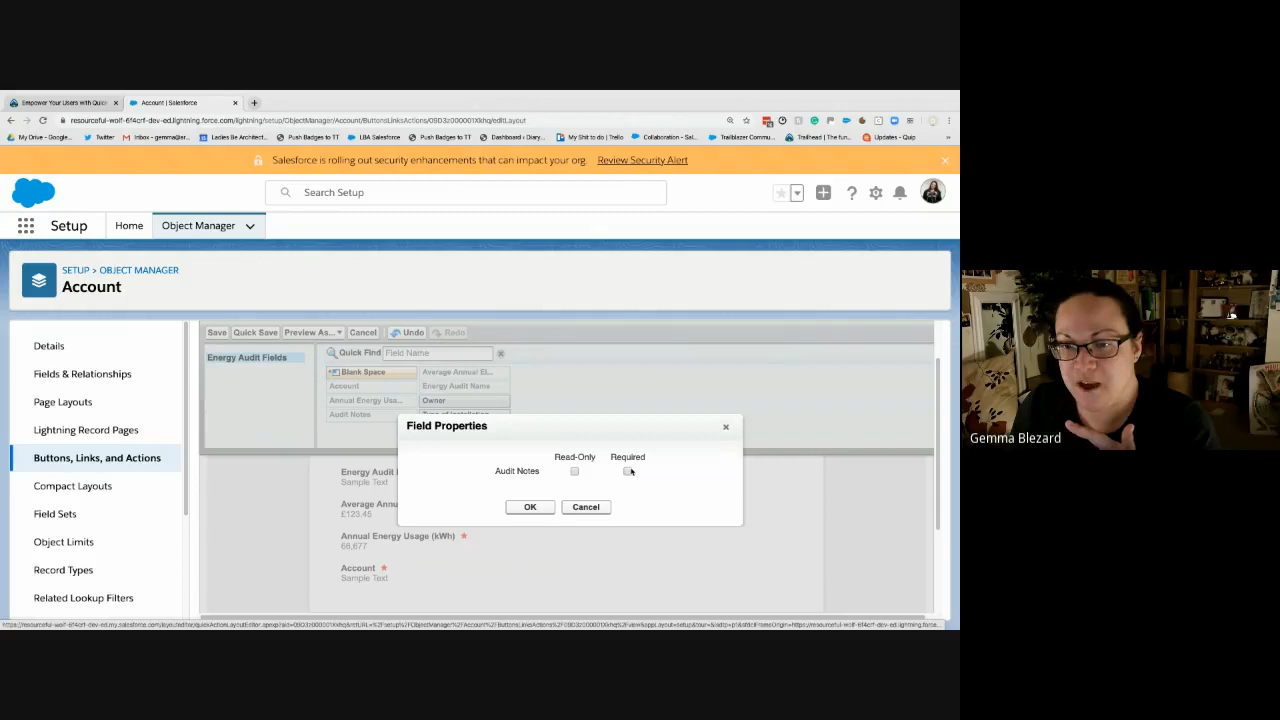 Empower Your Users with Quic
Account | Salesforce
resourceful-wolf-6f4crf-dev-ed.lightning.force.com/lightning/setup/ObjectManager/Account/ButtonsLinksActions/
My Drive - Google...
Twitter
Inbox - gemma@ar...
Ladies Be Architect...
Push Badges to TT
LBA Salesforce
Push Badges to TT
Dashboard - Diary...
My Shit to do | Trello
Collaboration - Sal...
Trailblazer Commu...
Trailhead | The fun...
Updates - Quip
Salesforce is rolling out security enhancements that can impact your org. Review Security Alert
Search Setup
Setup
Home
Object Manager
SETUP > OBJECT MANAGER
Account
Details
Fields & Relationships
Page Layouts
Lightning Record Pages
Buttons, Links, and Actions
Compact Layouts
Field Sets
Object Limits
Record Types
Related Lookup Filters
Save
Quick Save
Preview As...
Cancel
Undo
Redo
Energy Audit Fields
Quick Find
Field Name
Blank Space
Average Annual El...
Account
Energy Audit Name
Annual Energy Usa...
Owner
Audit Notes
Type of Installation
Field Properties
Read-Only
Required
Audit Notes
OK
Cancel
Energy Audit
Sample Text
Average Annu
£123.45
Annual Energy Usage (kWh) *
66,677
Account *
Sample Text
Gemma Blezard